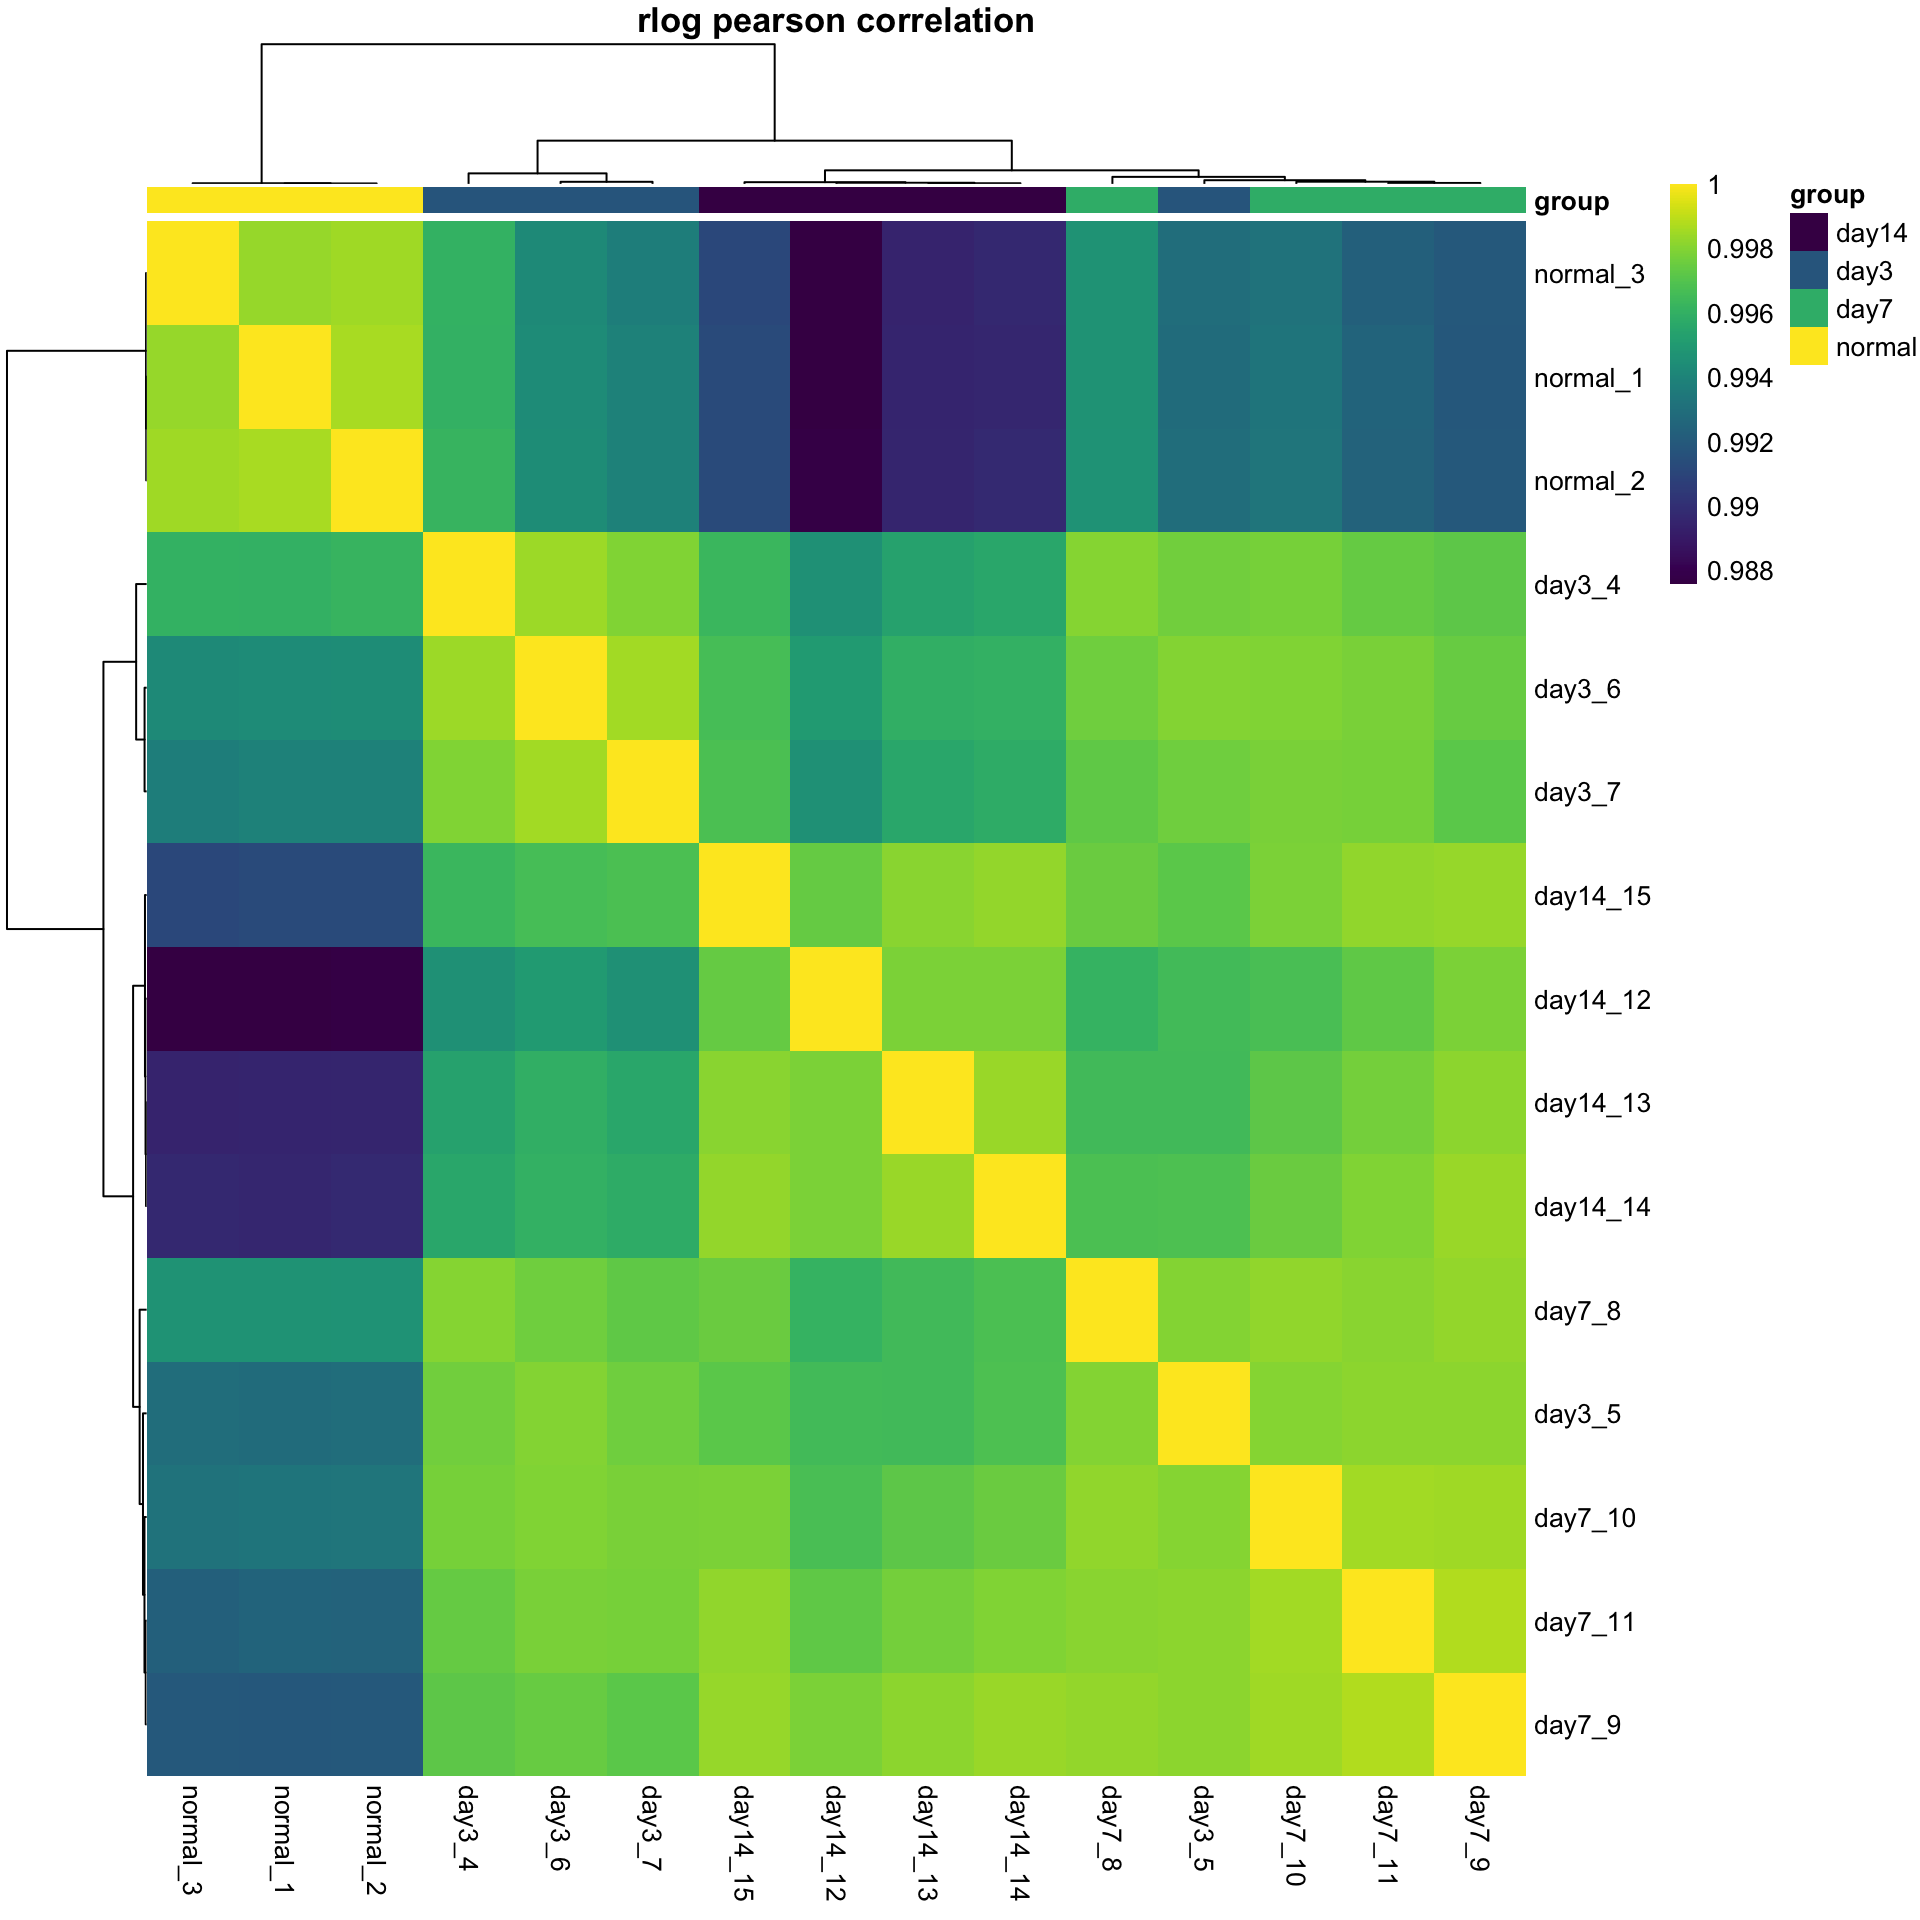 rlog pearson correlation
group
normal_3
normal_1
normal_2
day3_4
day3_6
day3_7
day14_15
day14_12
day14_13
day14_14
day7_8
day3_5
day7_10
day7_11
day7_9
1
0.998
0.996
0.994
0.992
0.99
0.988
group
day14
day3
day7
normal
normal_3
normal_1
normal_2
day3_4
day3_6
day3_7
day14_15
day14_12
day14_13
day14_14
day7_8
day3_5
day7_10
day7_11
day7_9